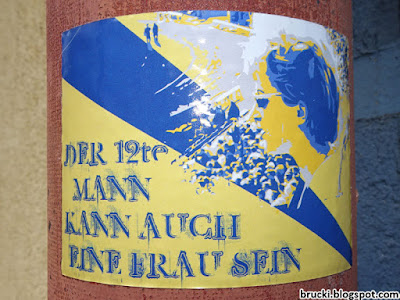 DER 12te
MANN
KANN AUCH
EINE FRAU SEIN
brucki.blogspot.com